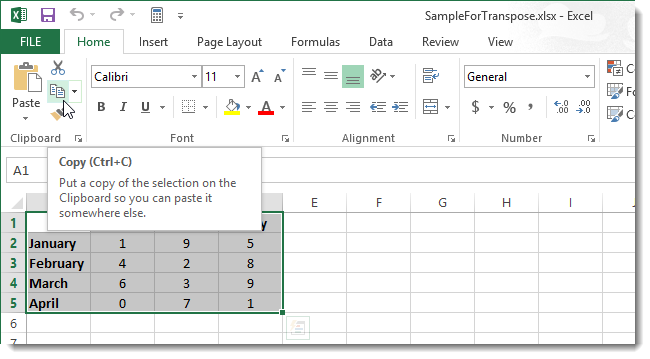 SampleForTranspose.xlsx - Excel
FILE Home Insert Page Layout Formulas Data Review View
Paste
Calibri 11 A A
B I U A
General
$ % , .00
Clipboard Font Alignment Number
A1
Copy (Ctrl+C)
Put a copy of the selection on the
Clipboard so you can paste it
somewhere else.
E F G H I
1 y
2 January 1 9 5
3 February 4 2 8
4 March 6 3 9
5 April 0 7 1
6
7